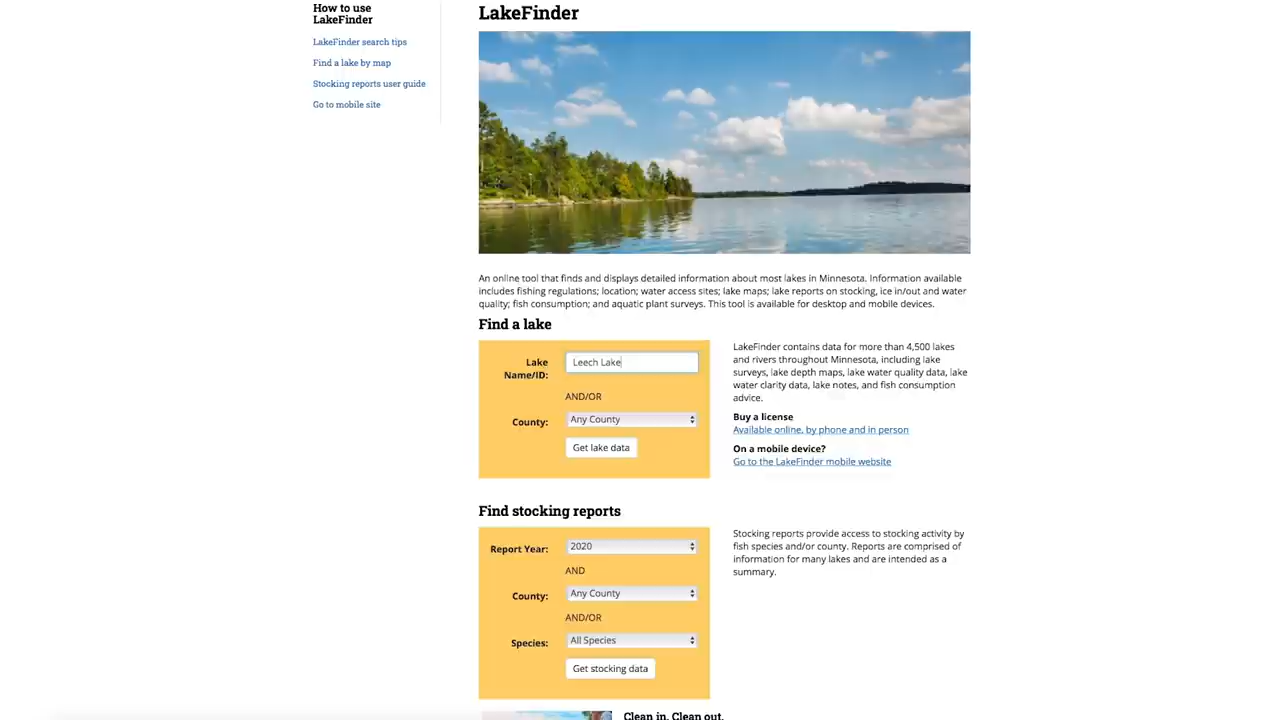 How to use
LakeFinder
LakeFinder search tips
Find a lake by map
Stocking reports user guide
Go to mobile site
LakeFinder
An online tool that finds and displays detailed information about most lakes in Minnesota. Information available
includes fishing regulations; location; water access sites; lake maps; lake reports on stocking, ice in/out and water
quality; fish consumption; and aquatic plant surveys. This tool is available for desktop and mobile devices.
Find a lake
Lake
Name/ID:
Leech Lake
AND/OR
County:
Any County
Get lake data
LakeFinder contains data for more than 4,500 lakes
and rivers throughout Minnesota, including lake
surveys, lake depth maps, lake water quality data, lake
water clarity data, lake notes, and fish consumption
advice.
Buy a license
Available online, by phone and in person
On a mobile device?
Go to the LakeFinder mobile website
Find stocking reports
Report Year:
2020
AND
County:
Any County
AND/OR
Species:
All Species
Get stocking data
Stocking reports provide access to stocking activity by
fish species and/or county. Reports are comprised of
information for many lakes and are intended as a
summary.
Clean in. Clean out.